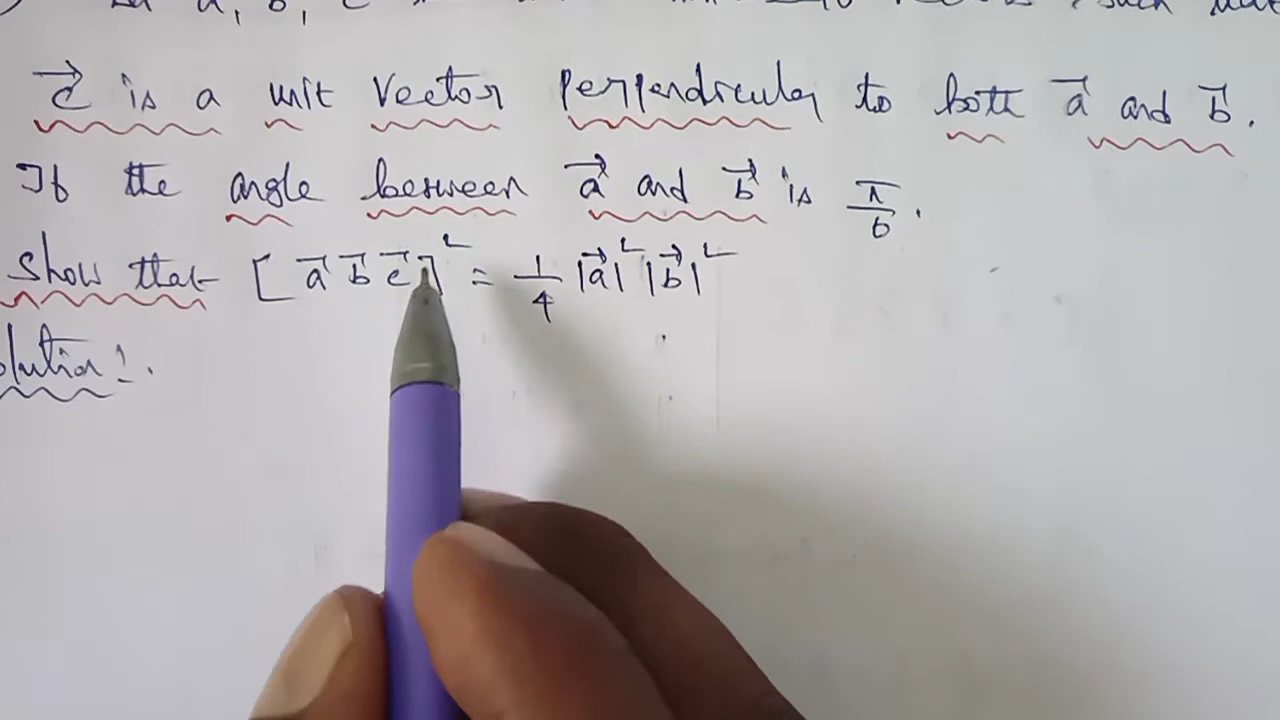 a, b, c
c⃗ is a unit vector perpendicular to both a⃗ and b⃗.
If the angle between a⃗ and b⃗ is π/6.
Show that [a⃗ b⃗ c⃗]² = 1/4 |a⃗|² |b⃗|²
olution:.